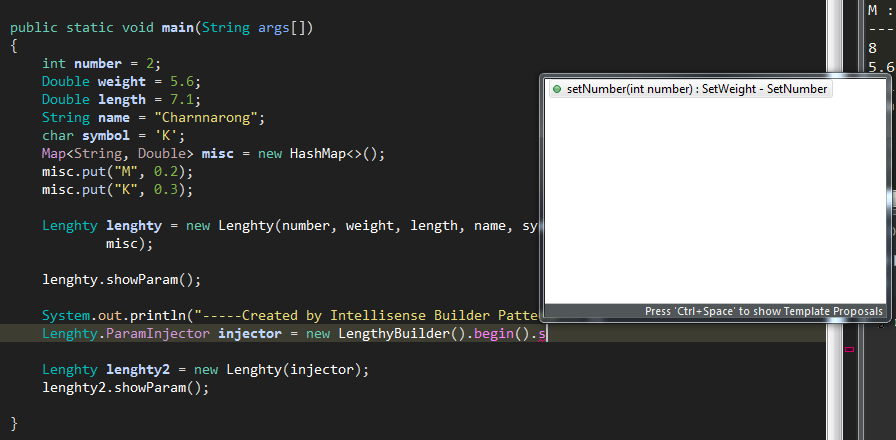 public static void main(String args[])
{
int number = 2;
Double weight = 5.6;
Double length = 7.1;
String name = "Charnnarong";
char symbol = 'K';
Map<String, Double> misc = new HashMap<>();
misc.put("M", 0.2);
misc.put("K", 0.3);
Lenghty lenghty = new Lenghty(number, weight, length, name, sy
misc);
lenghty.showParam();
System.out.println("-----Created by Intellisense Builder Patte
Lenghty.ParamInjector injector = new LengthyBuilder().begin().s
Lenghty lenghty2 = new Lenghty(injector);
lenghty2.showParam();
}
setNumber(int number) : SetWeight - SetNumber
Press 'Ctrl+Space' to show Template Proposals
M :
---
8
5.6